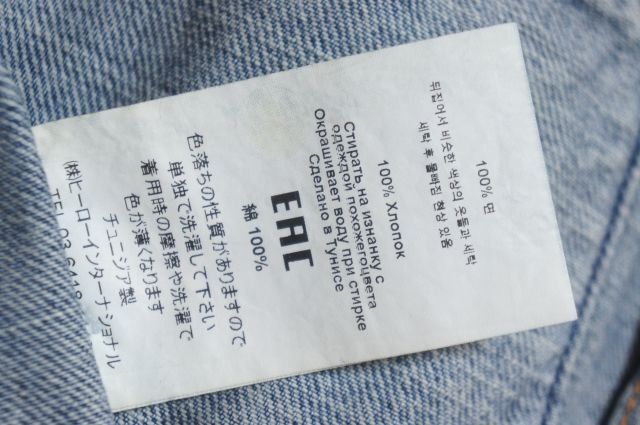 100% 면
뒤집어서 비슷한 색상의 옷들과 세탁
세탁 후 물빠짐 현상 있음
100% Хлопок
Стирать на изнанку с
одеждой похожегоцвета
Окрашивает воду при стирке
Сделано в Тунисе
EAC
綿 100%
色落ちの性質がありますので
単独で洗濯して下さい
着用時の摩擦や洗濯で
色が薄くなります
チュニジア製
(株)ヒーローインターナショナル